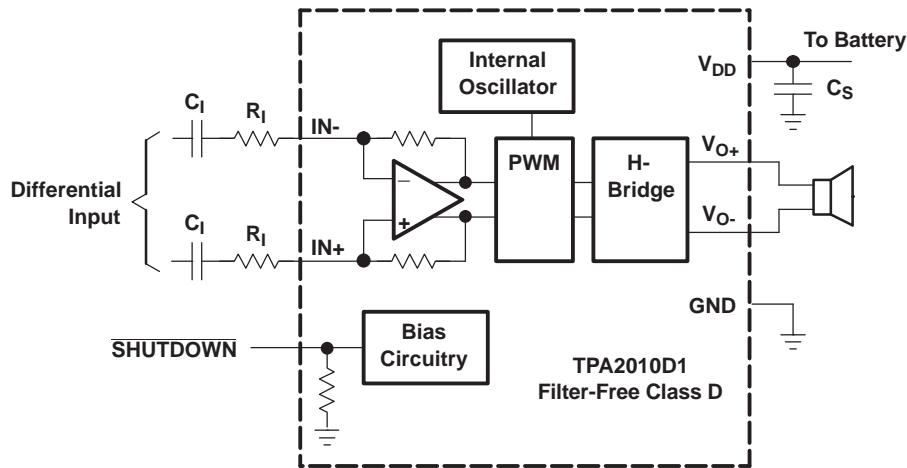 To Battery
Internal
Oscillator
VDD
CS
CI
RI
IN-
VO+
PWM
H-
Bridge
–
Differential
Input
CI
RI
+
VO-
IN+
GND
SHUTDOWN
Bias
Circuitry
TPA2010D1
Filter-Free Class D